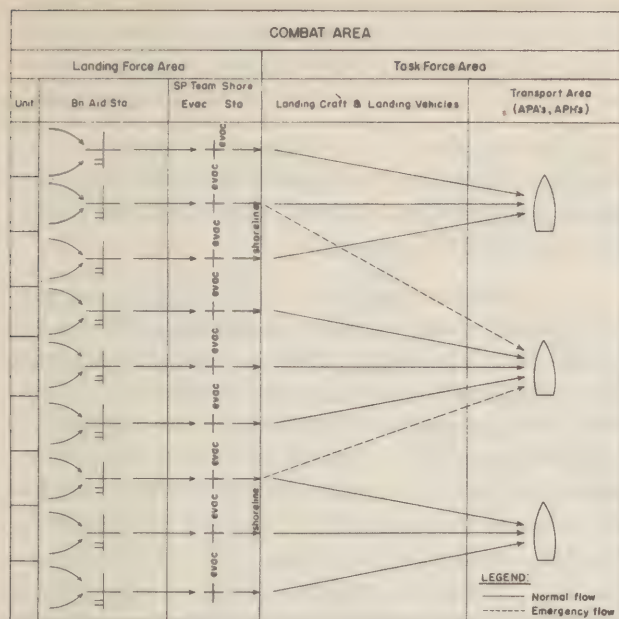 COMBAT AREA
Landing Force Area
Task Force Area
Unit
Bn Aid Sta
SP Team Shore
Evac Sta
Landing Craft & Landing Vehicles
Transport Area
(APA's, APH's)
evac
evac
evac
shoreline
evac
evac
evac
evac
evac
evac
shoreline
evac
LEGEND:
Normal flow
Emergency flow